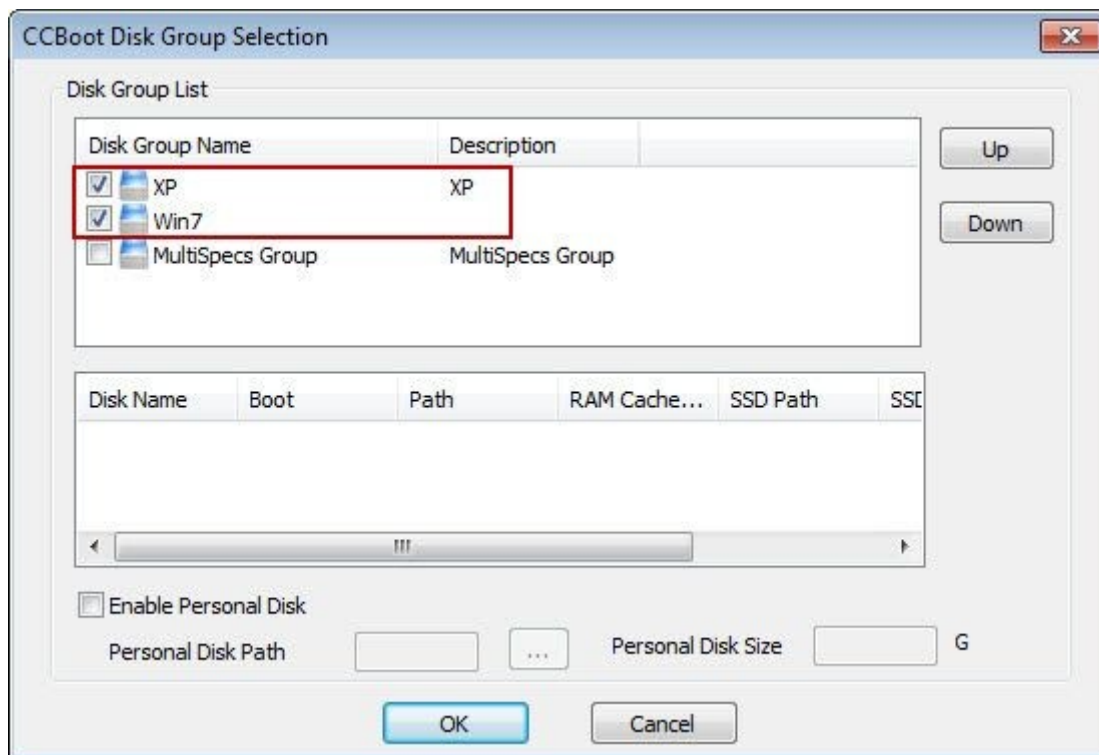 CCBoot Disk Group Selection
Disk Group List
Disk Group Name Description
XP XP
Win7
MultiSpecs Group MultiSpecs Group
Up
Down
Disk Name Boot Path RAM Cache... SSD Path SSD
Enable Personal Disk
Personal Disk Path ... Personal Disk Size G
OK Cancel